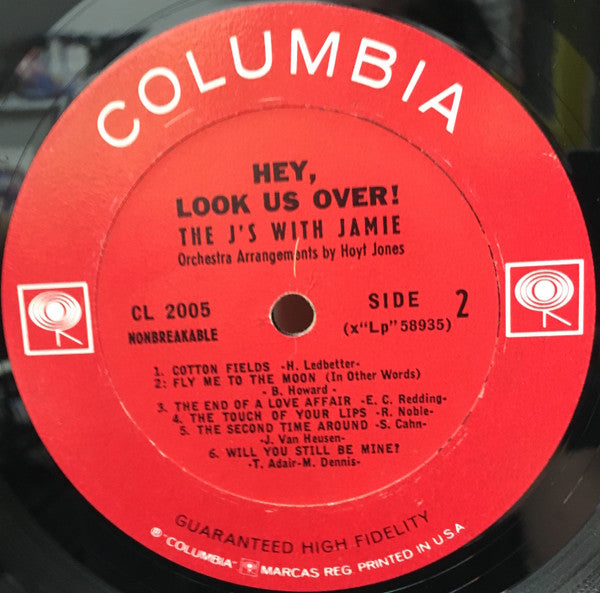 COLUMBIA
HEY,
LOOK US OVER!
THE J'S WITH JAMIE
Orchestra Arrangements by Hoyt Jones
CL 2005
NONBREAKABLE
SIDE 2
(x"Lp"58935)
1. COTTON FIELDS -H. Ledbetter-
2: FLY ME TO THE MOON (In Other Words)
- B. Howard -
3. THE END OF A LOVE AFFAIR -E. C. Redding-
4. THE TOUCH OF YOUR LIPS -R. Noble-
5. THE SECOND TIME AROUND -S. Cahn-
-J. Van Heusen-
6. WILL YOU STILL BE MINE?
-T. Adair-M. Dennis-
GUARANTEED HIGH FIDELITY
® "COLUMBIA" MARCAS REG. PRINTED IN U.S.A.